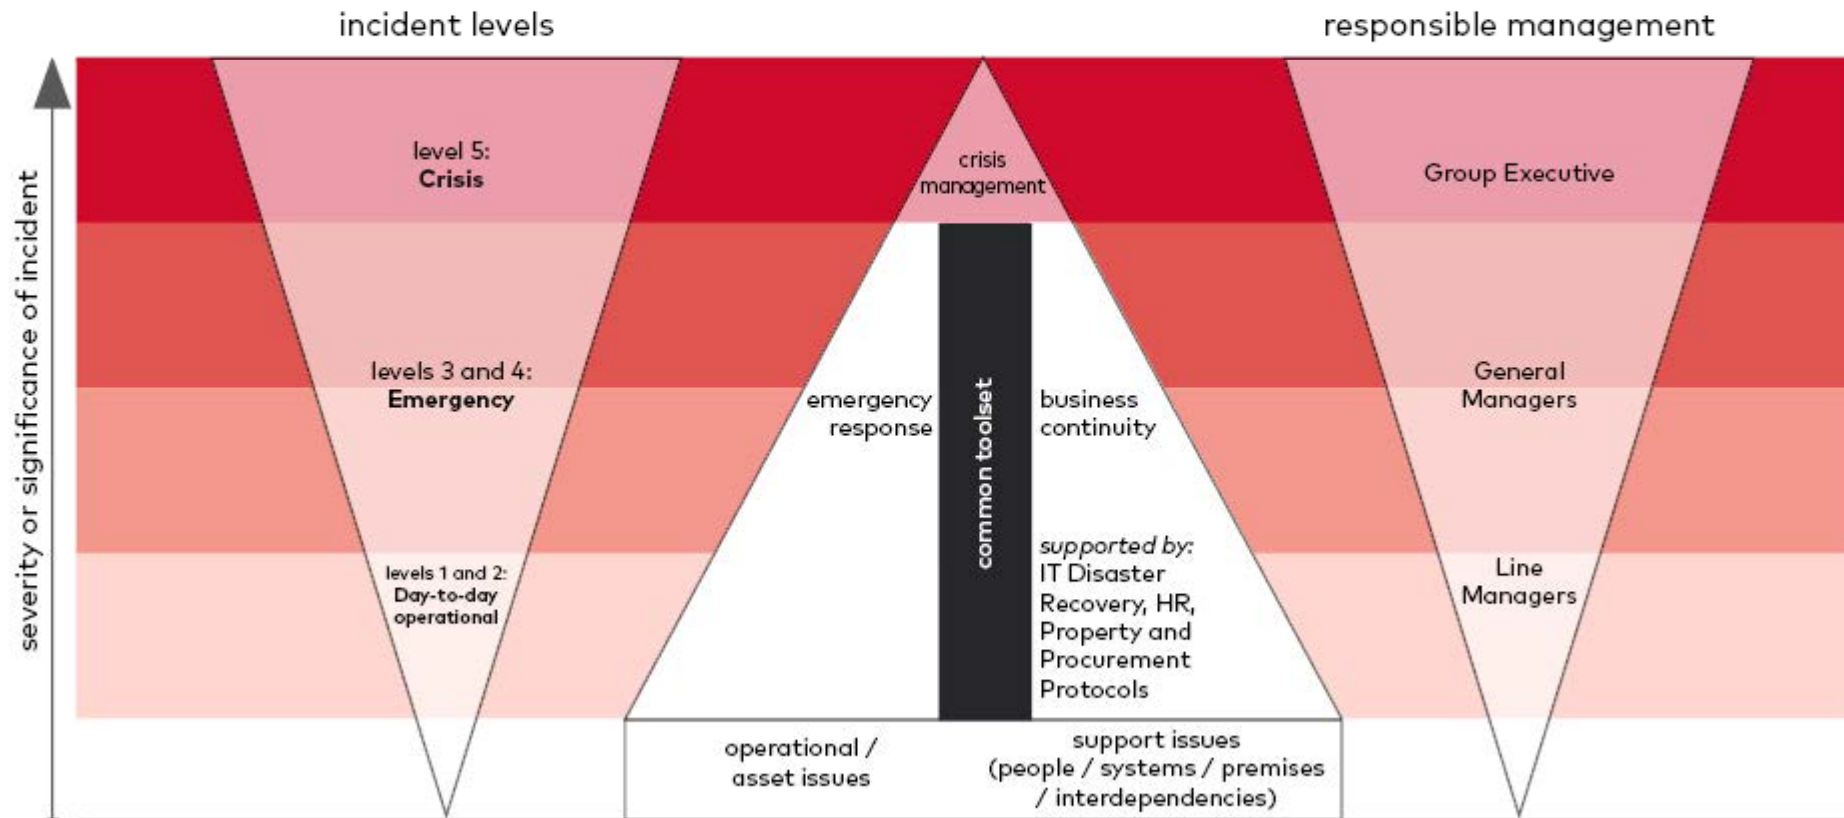 incident levels
responsible management
severity or significance of incident
level 5:
Crisis
crisis
management
Group Executive
levels 3 and 4:
Emergency
emergency
response
common toolset
business
continuity
General
Managers
levels 1 and 2:
Day-to-day
operational
supported by:
IT Disaster
Recovery, HR,
Property and
Procurement
Protocols
Line
Managers
operational /
asset issues
support issues
(people / systems / premises
/ interdependencies)